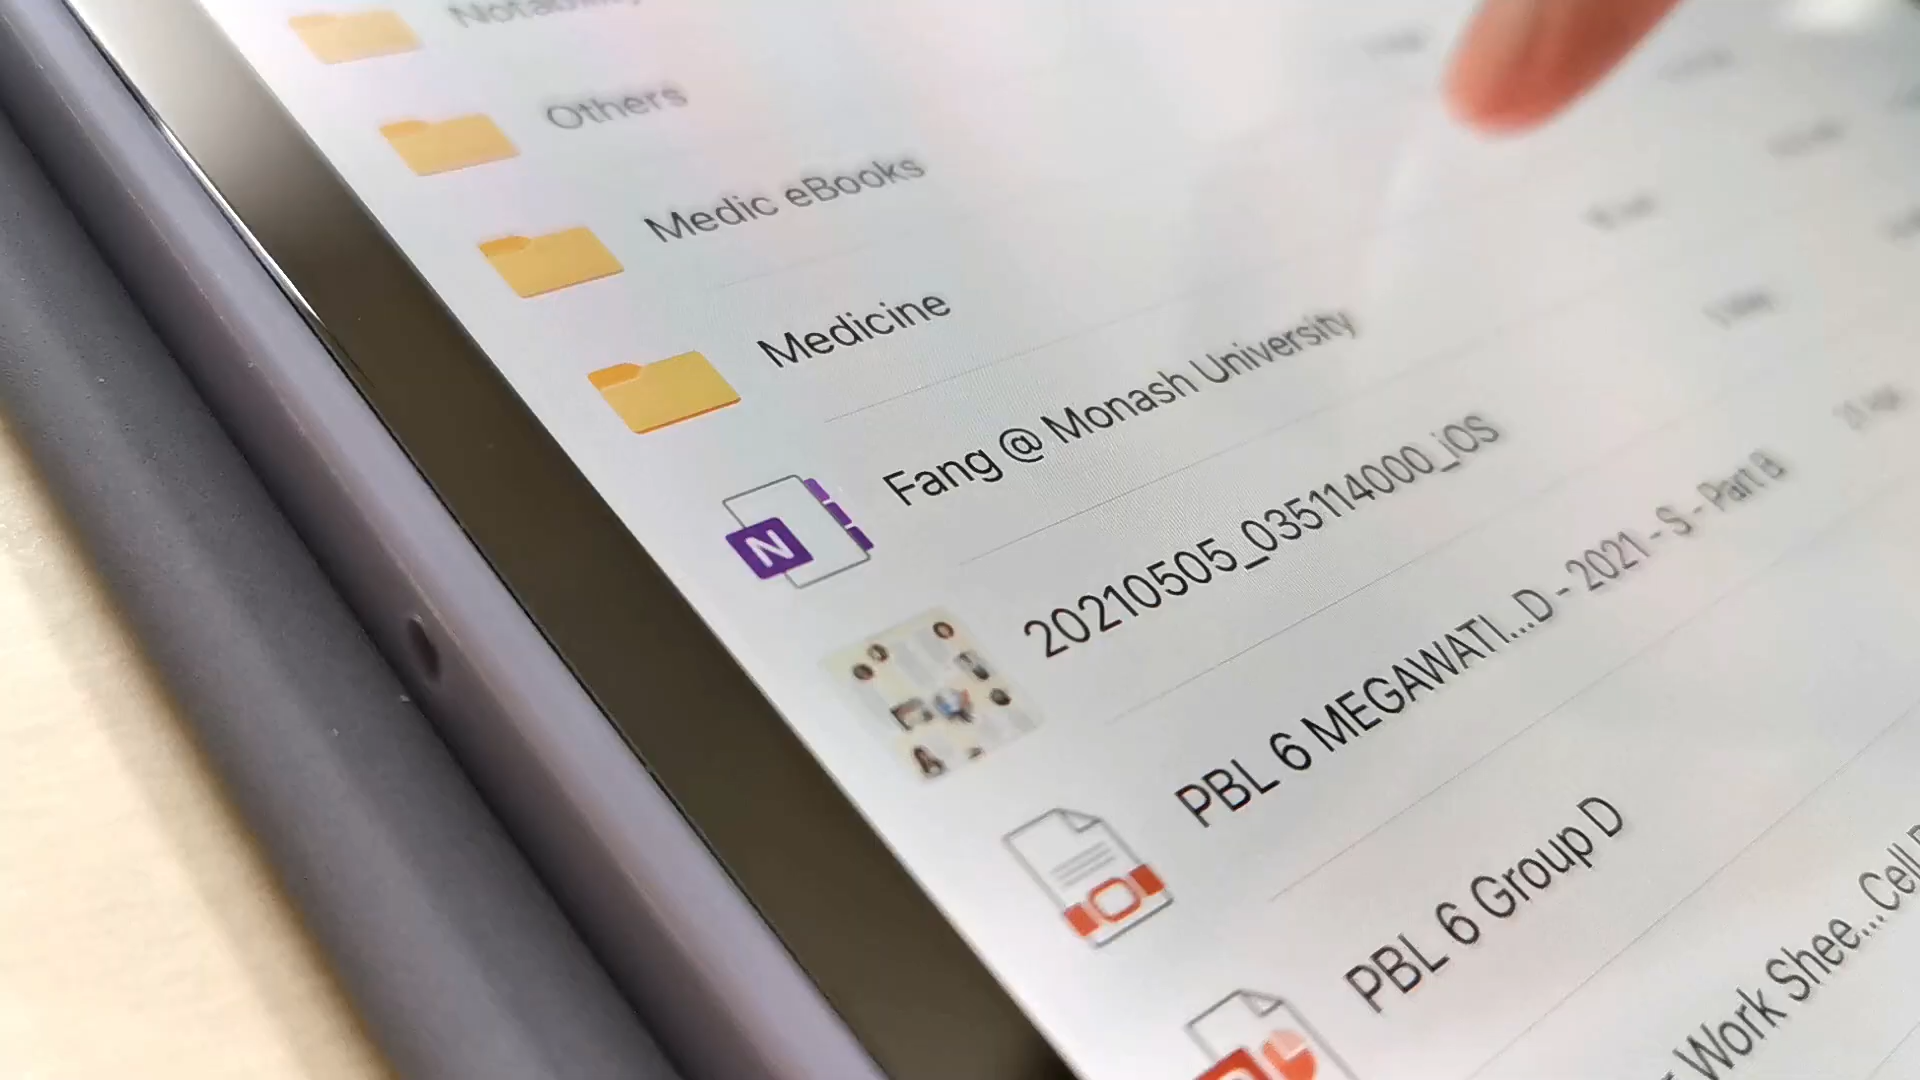 Notability
Others
Medic eBooks
Medicine
Fang @ Monash University
N
20210505_035114000_iOS
PBL 6 MEGAWATI...D - 2021 - S - Part B
PBL 6 Group D
Work Shee...Cell